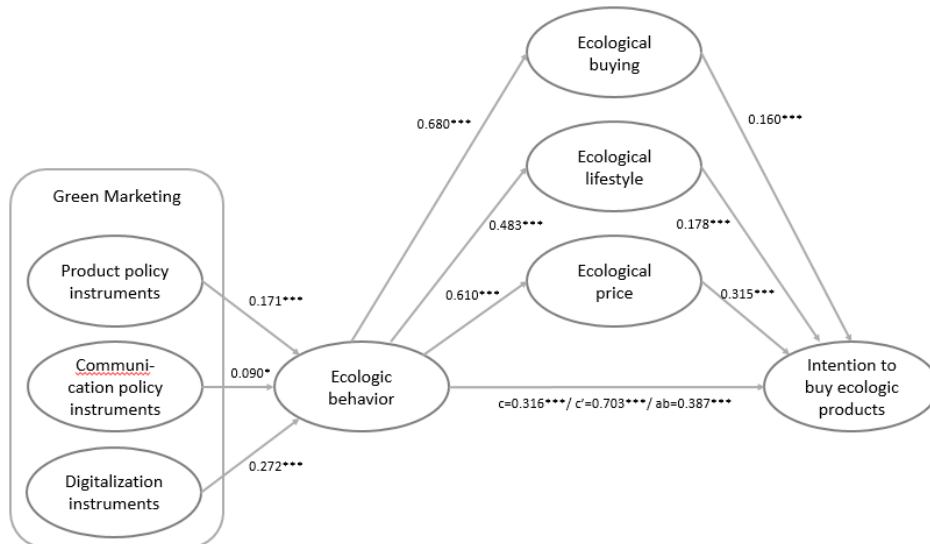 Ecological
buying
0.680***
0.160***
Ecological
lifestyle
Green Marketing
0.483***
0.178***
Product policy
instruments
Ecological
price
0.171***
0.610***
0.315***
Communi-
cation policy
instruments
0.090*
Ecologic
behavior
Intention to
buy ecologic
products
c=0.316***/ c’=0.703***/ ab=0.387***
0.272***
Digitalization
instruments